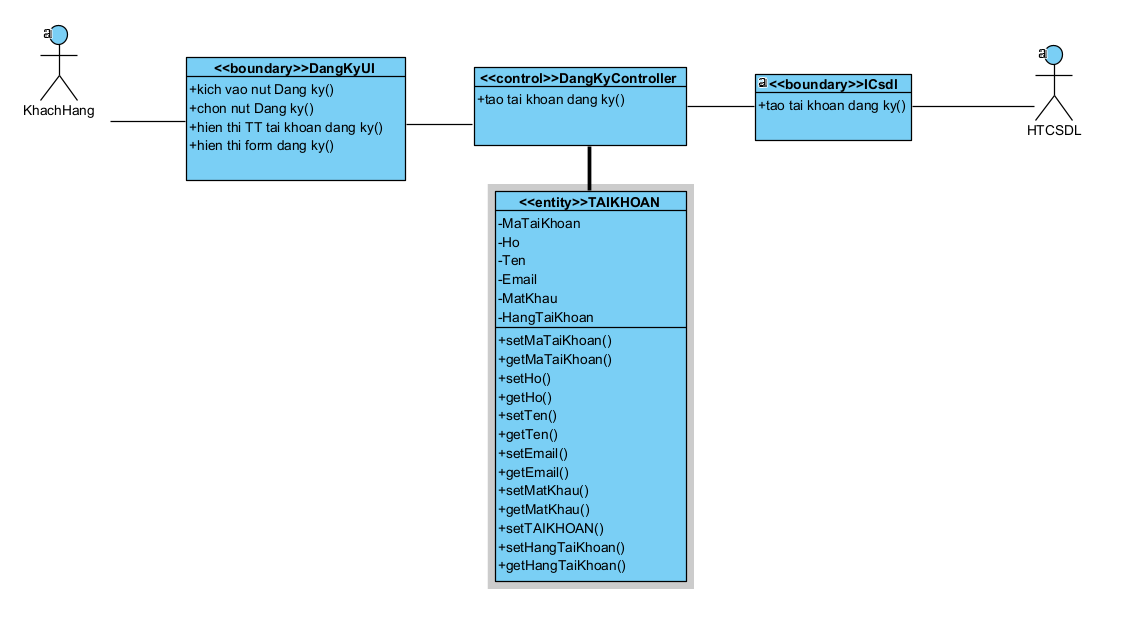 a
KhachHang
<<boundary>>DangKyUI
+kich vao nut Dang ky()
+chon nut Dang ky()
+hien thi TT tai khoan dang ky()
+hien thi form dang ky()
<<control>>DangKyController
+tao tai khoan dang ky()
a
<<boundary>>ICsdl
+tao tai khoan dang ky()
a
HTCSDL
<<entity>>TAIKHOAN
-MaTaiKhoan
-Ho
-Ten
-Email
-MatKhau
-HangTaiKhoan
+setMaTaiKhoan()
+getMaTaiKhoan()
+setHo()
+getHo()
+setTen()
+getTen()
+setEmail()
+getEmail()
+setMatKhau()
+getMatKhau()
+setTAIKHOAN()
+setHangTaiKhoan()
+getHangTaiKhoan()